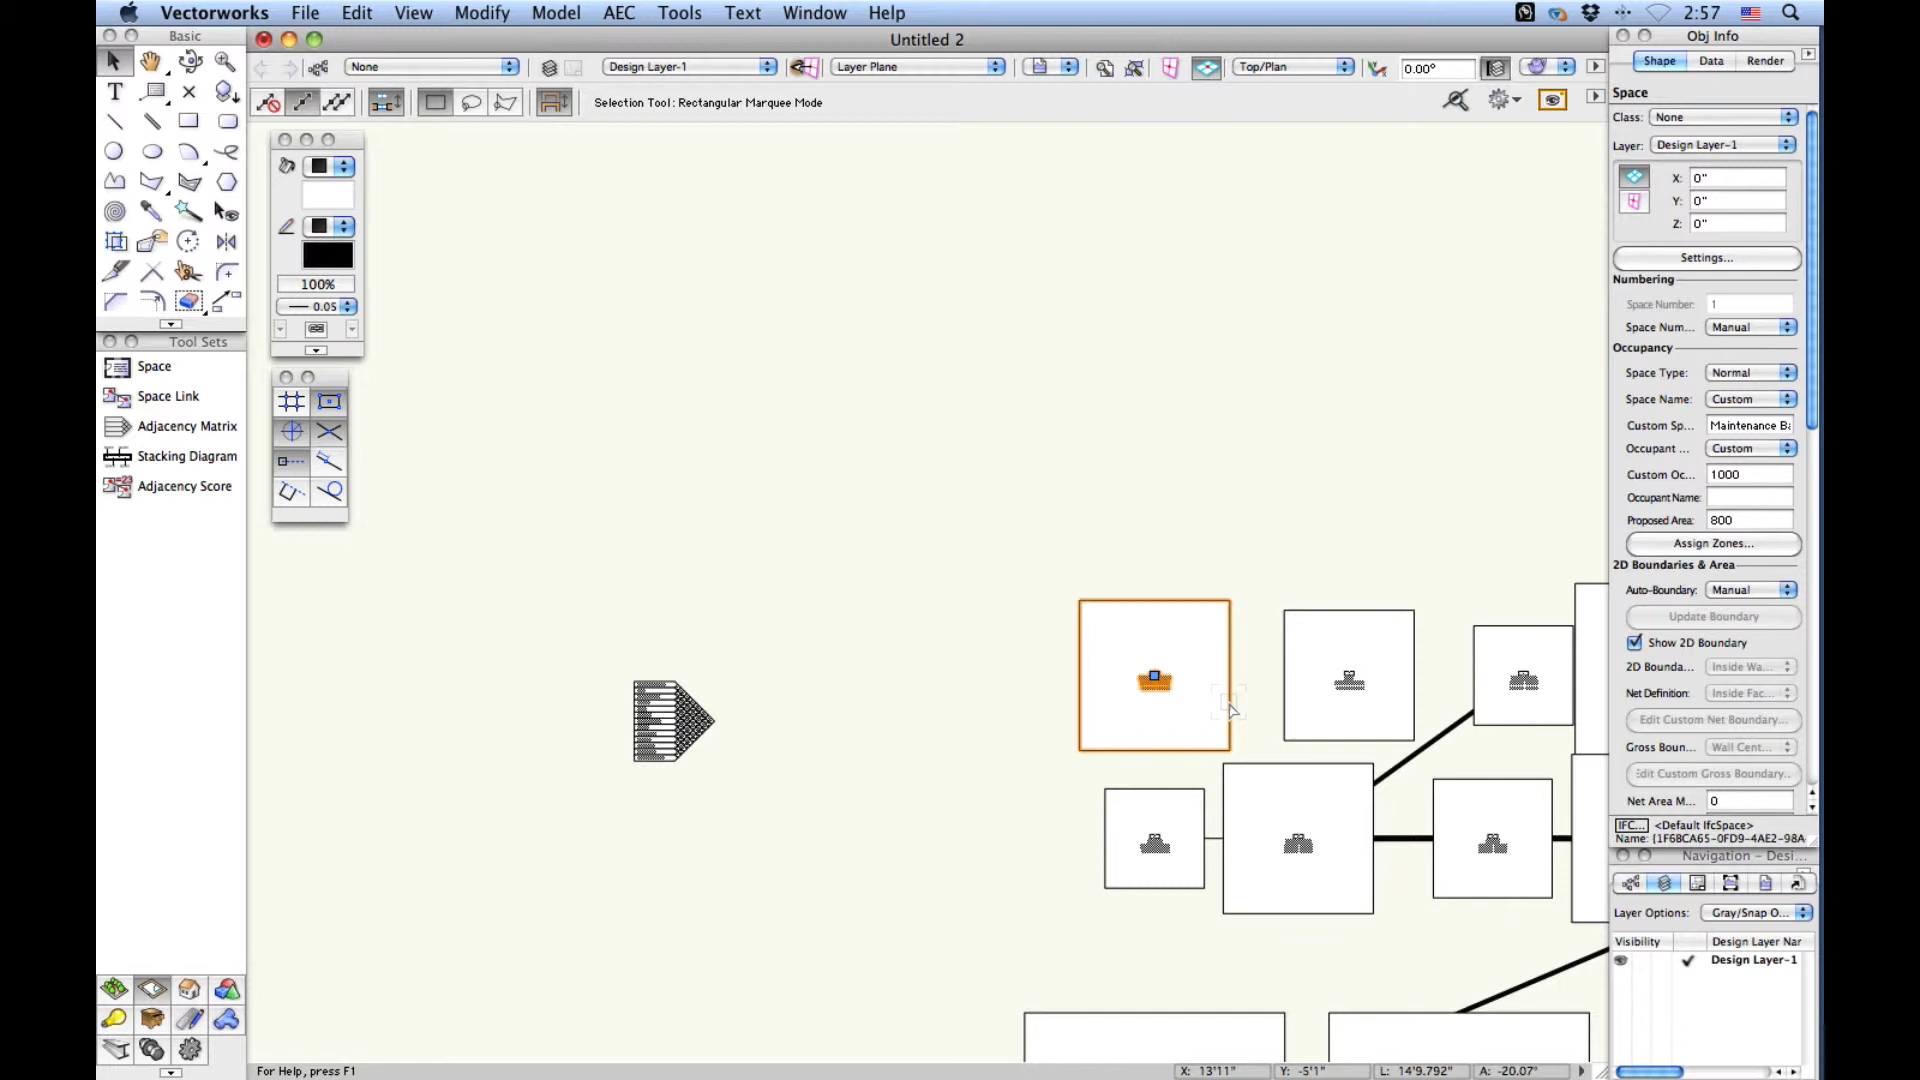 Vectorworks File Edit View Modify Model AEC Tools Text Window Help 2:57
Basic
Untitled 2
Obj Info
None
Design Layer-1
Layer Plane
Top/Plan
0.00°
Shape Data Render
Selection Tool: Rectangular Marquee Mode
Space
Class: None
Layer: Design Layer-1
X: 0"
Y: 0"
Z: 0"
Settings...
Numbering
Space Number: 1
Space Num... Manual
Occupancy
Space Type: Normal
Space Name: Custom
Custom Sp... Maintenance Ba
Occupant ... Custom
Custom Oc... 1000
Occupant Name:
Proposed Area: 800
Assign Zones...
2D Boundaries & Area
Auto-Boundary: Manual
Update Boundary
Show 2D Boundary
2D Bounda... Inside Wa...
Net Definition: Inside Fac...
Edit Custom Net Boundary...
Gross Boun... Wall Cent...
Edit Custom Gross Boundary..
Net Area M... 0
IFC... <Default IfcSpace>
Name: {1F6BCA65-0FD9-4AE2-98A
Navigation - Desi...
Layer Options: Gray/Snap O...
Visibility Design Layer Nar
Design Layer-1
100%
0.05
Tool Sets
Space
Space Link
Adjacency Matrix
Stacking Diagram
Adjacency Score
For Help, press F1
X: 13'11" Y: -5'1" L: 14'9.792" A: -20.07°